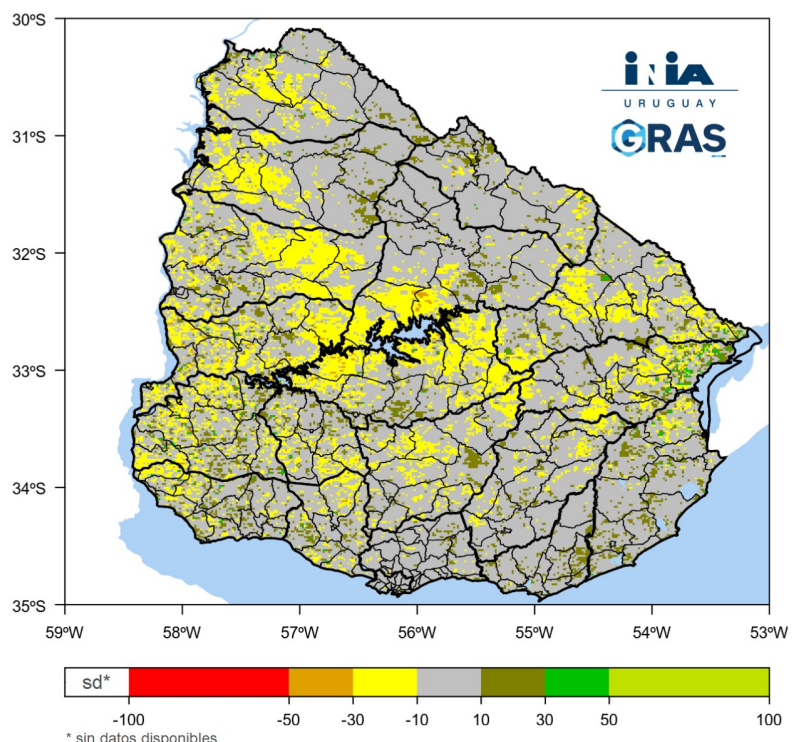 30ºS
31ºS
32ºS
33ºS
34ºS
35ºS
59ºW 58ºW 57ºW 56ºW 55ºW 54ºW 53ºW
iNiA
URUGUAY
GRAS
sd*
-100 -50 -30 -10 10 30 50 100
* sin datos disponibles